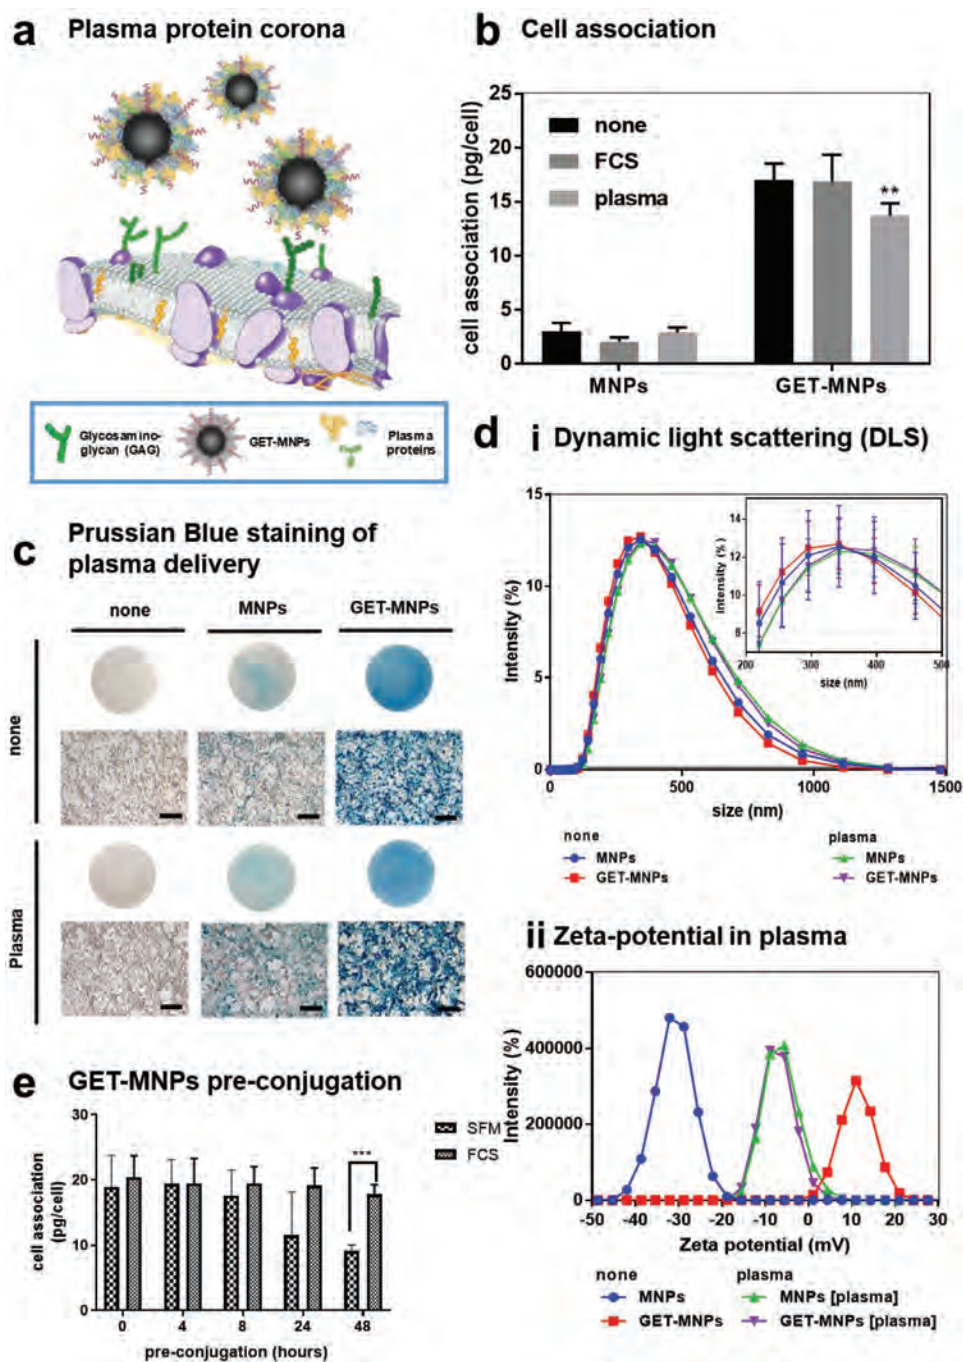 a Plasma protein corona
Glycosamino-
glycan (GAG)
GET-MNPs
Plasma
proteins
b Cell association
cell association (pg/cell)
25
20
15
10
5
0
none
FCS
plasma
**
MNPs
GET-MNPs
c Prussian Blue staining of
plasma delivery
none
MNPs
GET-MNPs
none
Plasma
d i Dynamic light scattering (DLS)
Intensity (%)
15
10
5
0
0
500
1000
1500
size (nm)
Intensity (%)
14
12
10
8
200
300
400
500
size (nm)
none
MNPs
GET-MNPs
plasma
MNPs
GET-MNPs
ii Zeta-potential in plasma
Intensity (%)
600000
400000
200000
0
-50 -40 -30 -20 -10 0 10 20 30
Zeta potential (mV)
none
MNPs
GET-MNPs
plasma
MNPs [plasma]
GET-MNPs [plasma]
e GET-MNPs pre-conjugation
cell association
(pg/cell)
30
20
10
0
SFM
FCS
***
0 4 8 24 48
pre-conjugation (hours)